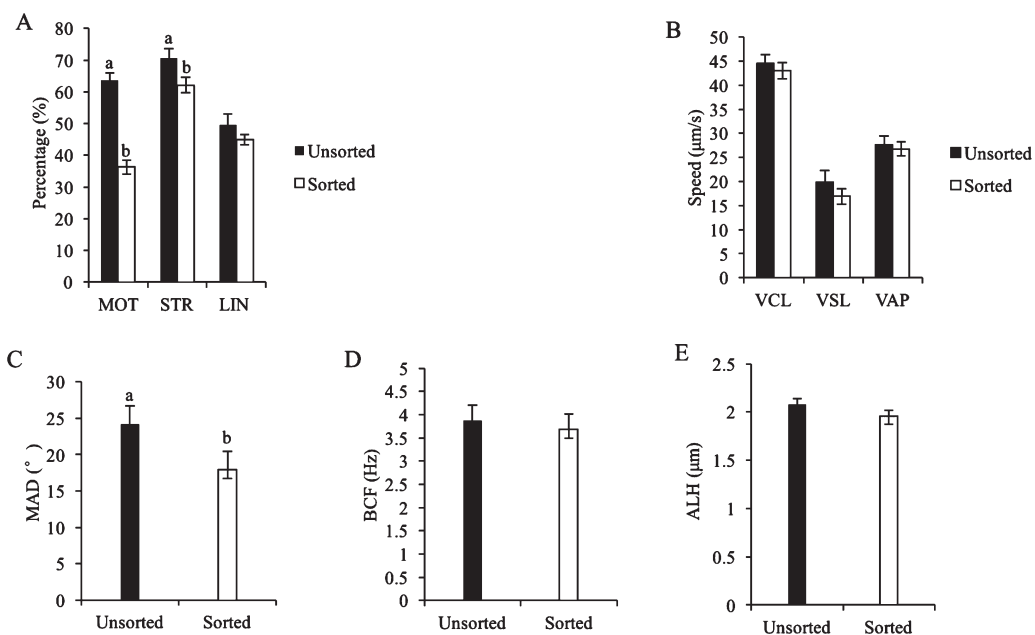 A
80
70
60
50
40
30
20
10
0
Percentage (%)
a
b
a
b
MOT STR LIN
Unsorted
Sorted
B
50
45
40
35
30
25
20
15
10
5
0
Speed (μm/s)
VCL VSL VAP
Unsorted
Sorted
C
30
25
20
15
10
5
0
MAD (°)
a
b
Unsorted Sorted
D
5
4.5
4
3.5
3
2.5
2
1.5
1
0.5
0
BCF (Hz)
Unsorted Sorted
E
2.5
2
1.5
1
0.5
0
ALH (μm)
Unsorted Sorted